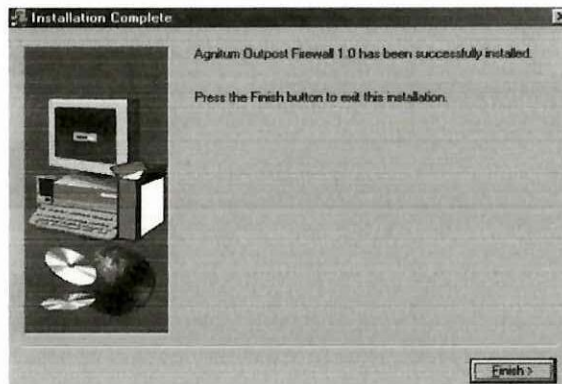 Installation Complete
Agnitum Outpost Firewall 1.0 has been successfully installed.
Press the Finish button to exit this installation.
Finish >